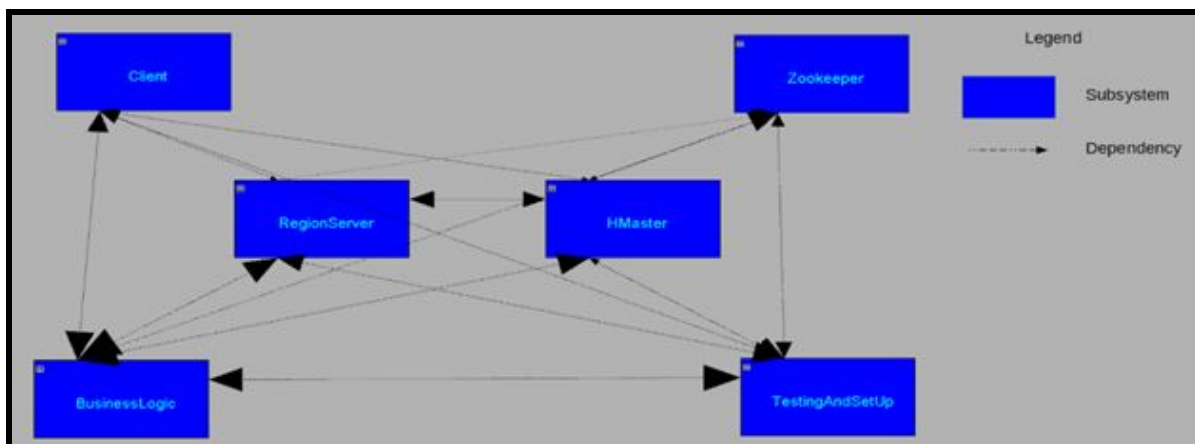 Client
Zookeeper
Legend
Subsystem
Dependency
RegionServer
HMaster
BusinessLogic
TestingAndSetUp